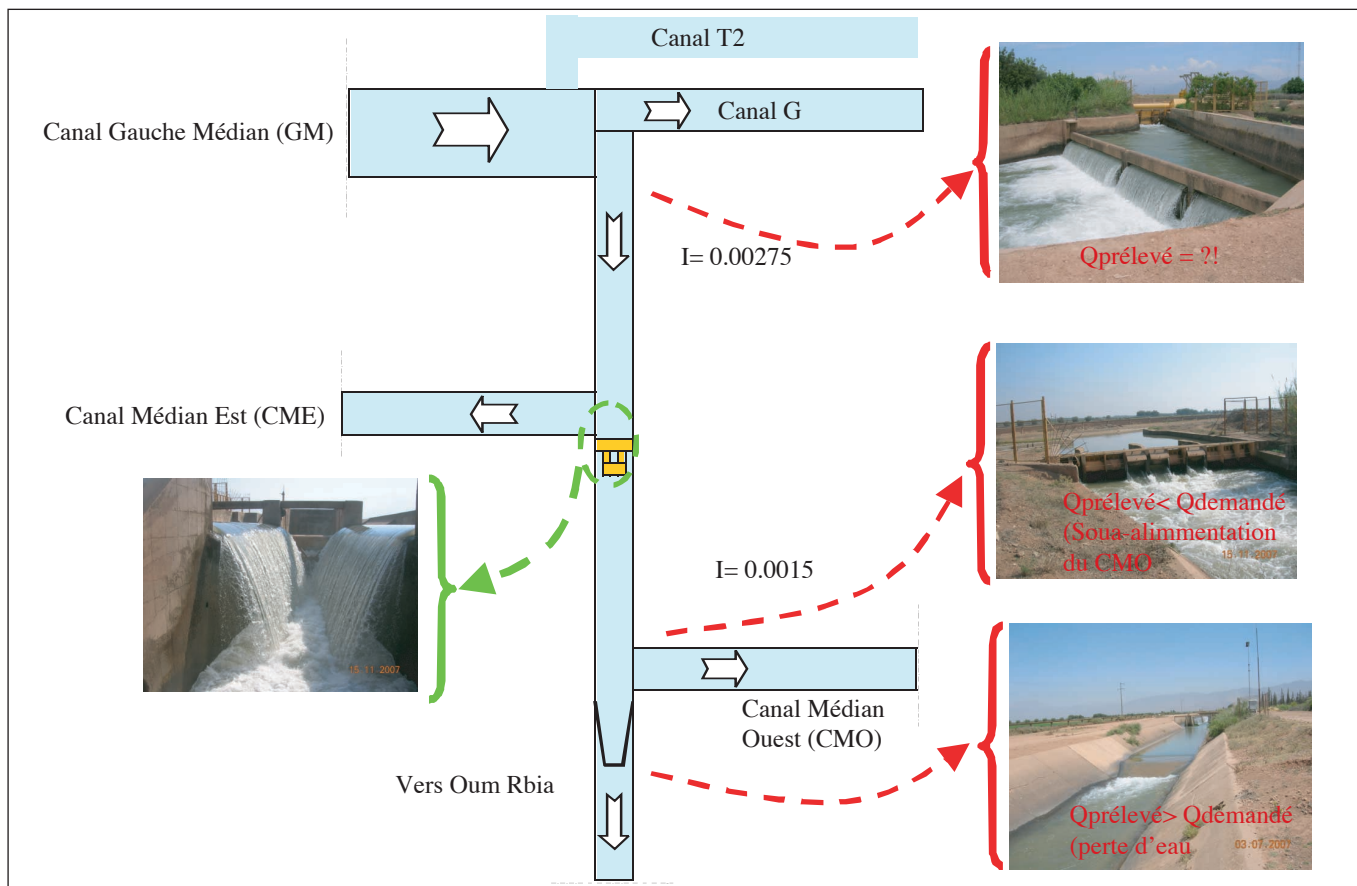 Canal T2
Canal G
Canal Gauche Médian (GM)
Qprélevé = ?!
I= 0.00275
Canal Médian Est (CME)
Qprélevé< Qdemandé
(Soua-alimmentation
du CMO
15.11.2007
I= 0.0015
15.11.2007
Canal Médian
Ouest (CMO)
Vers Oum Rbia
Qprélevé> Qdemandé
(perte d'eau
03.07.2007